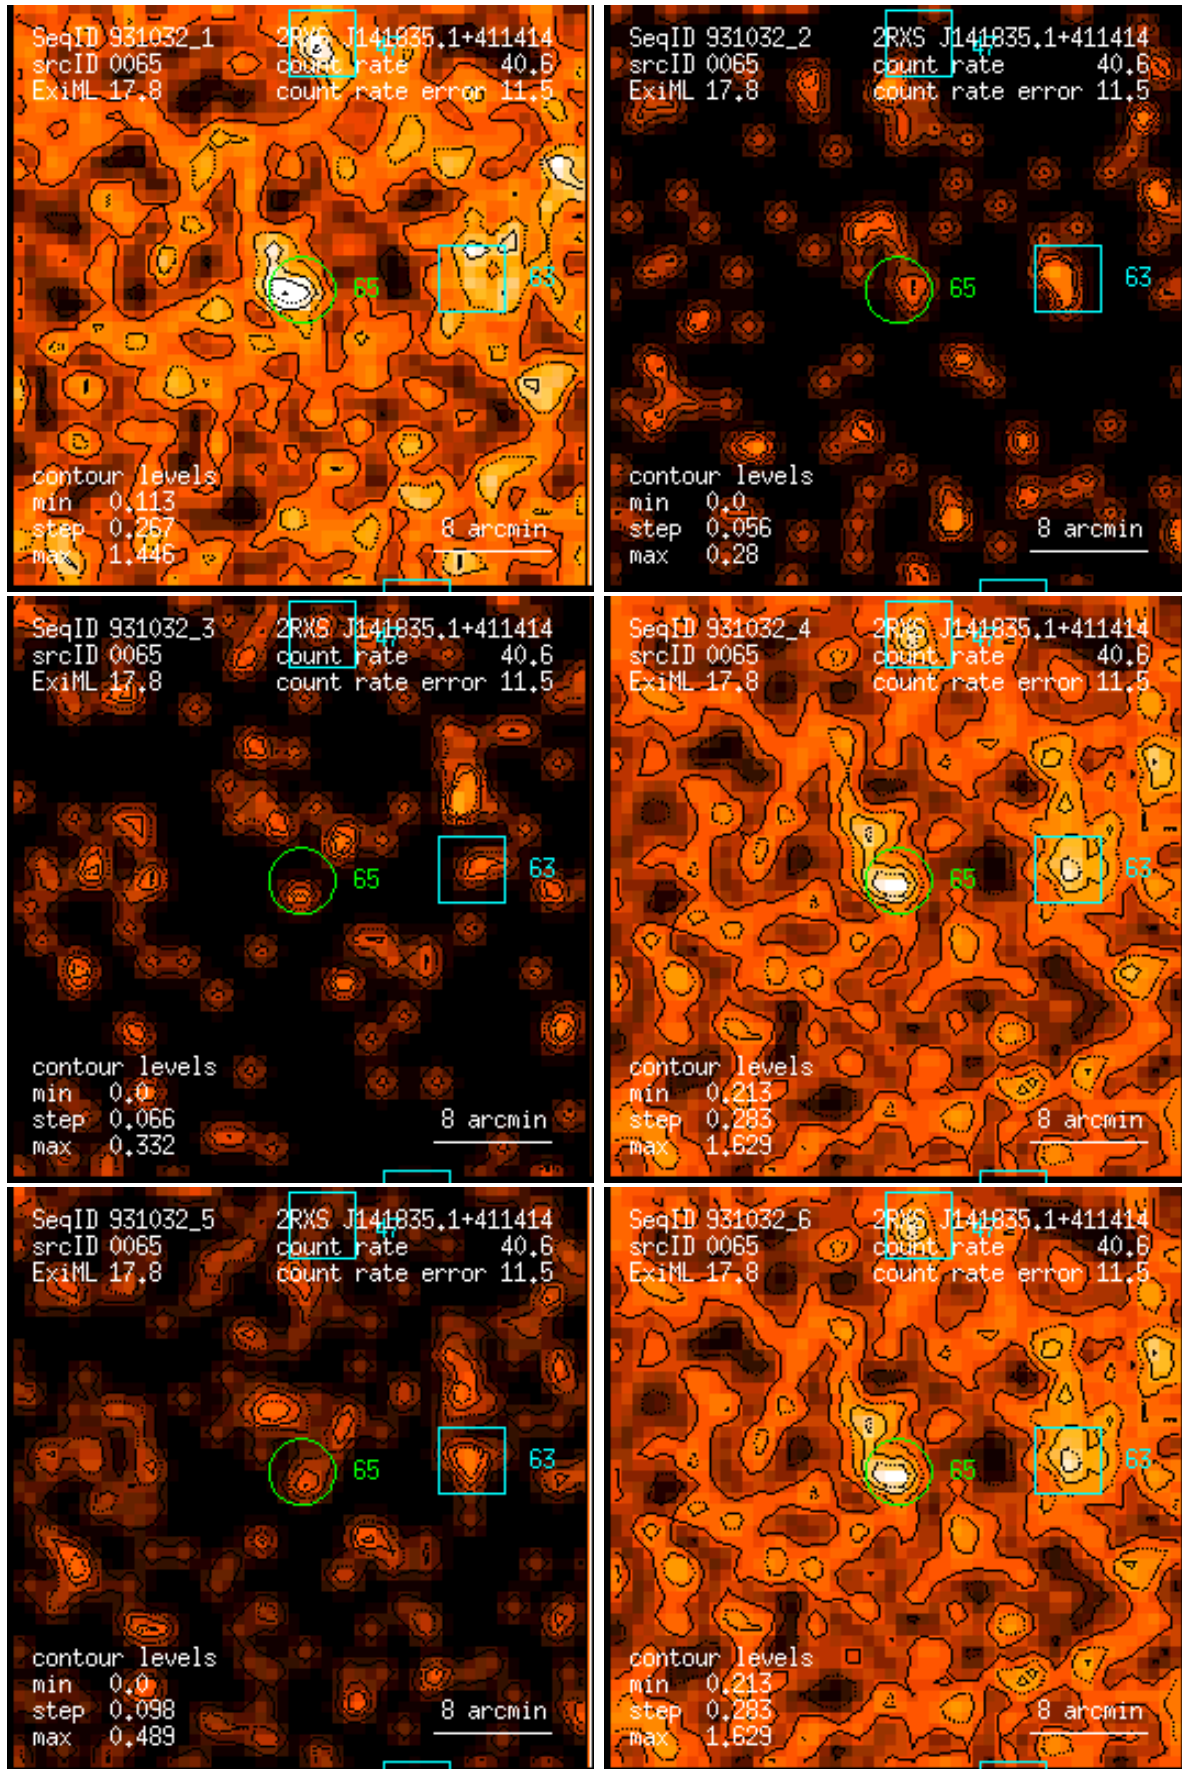 SeqID 931032_1 2RXS J141835.1+411414
srcID 0065 count rate 40.6
47
ExiML 17.8 count rate error 11.5
65
63
contour levels
min 0.113
step 0.267
max 1.446
8 arcmin
SeqID 931032_2 2RXS J141835.1+411414
srcID 0065 count rate 40.6
47
ExiML 17.8 count rate error 11.5
65
63
contour levels
min 0.0
step 0.056
max 0.28
8 arcmin
SeqID 931032_3 2RXS J141835.1+411414
srcID 0065 count rate 40.6
47
ExiML 17.8 count rate error 11.5
65
63
contour levels
min 0.0
step 0.066
max 0.332
8 arcmin
SeqID 931032_4 2RXS J141835.1+411414
srcID 0065 count rate 40.6
47
ExiML 17.8 count rate error 11.5
65
63
contour levels
min 0.213
step 0.283
max 1.629
8 arcmin
SeqID 931032_5 2RXS J141835.1+411414
srcID 0065 count rate 40.6
47
ExiML 17.8 count rate error 11.5
65
63
contour levels
min 0.0
step 0.098
max 0.489
8 arcmin
SeqID 931032_6 2RXS J141835.1+411414
srcID 0065 count rate 40.6
47
ExiML 17.8 count rate error 11.5
65
63
contour levels
min 0.213
step 0.283
max 1.629
8 arcmin